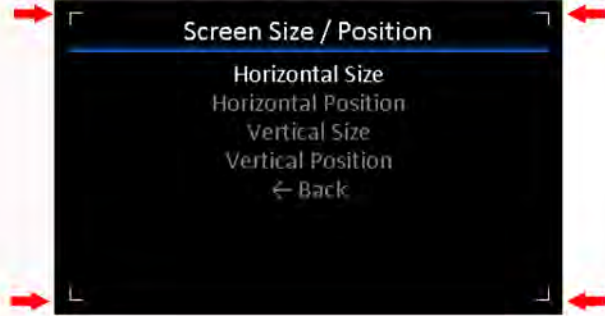 Screen Size / Position
Horizontal Size
Horizontal Position
Vertical Size
Vertical Position
← Back